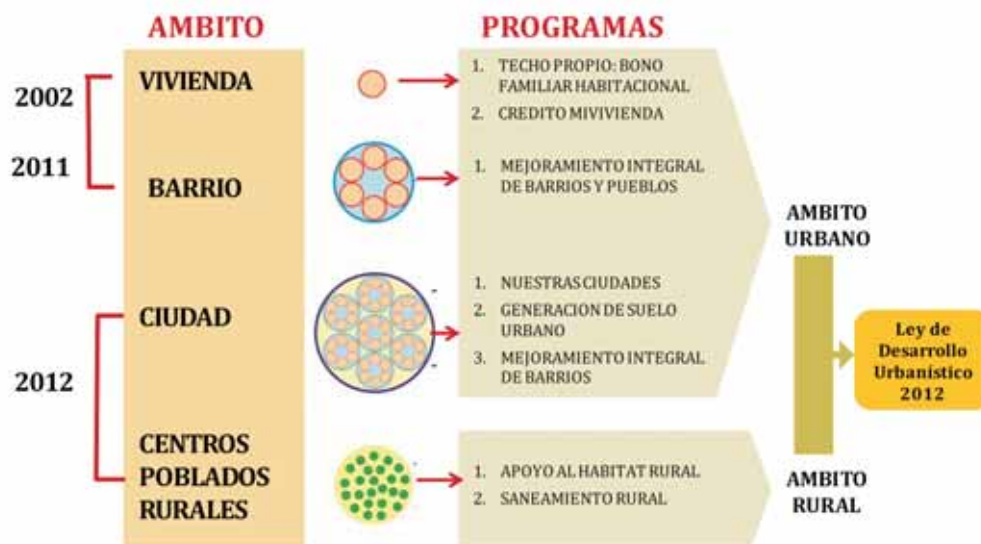 AMBITO
PROGRAMAS
2002
2011
VIVIENDA
1. TECHO PROPIO: BONO
FAMILIAR HABITACIONAL
2. CREDITO MIVIVIENDA
BARRIO
1. MEJORAMIENTO INTEGRAL
DE BARRIOS Y PUEBLOS
2012
CIUDAD
1. NUESTRAS CIUDADES
2. GENERACION DE SUELO
URBANO
3. MEJORAMIENTO INTEGRAL
DE BARRIOS
CENTROS
POBLADOS
RURALES
1. APOYO AL HABITAT RURAL
2. SANEAMIENTO RURAL
AMBITO
URBANO
AMBITO
RURAL
Ley de
Desarrollo
Urbanístico
2012